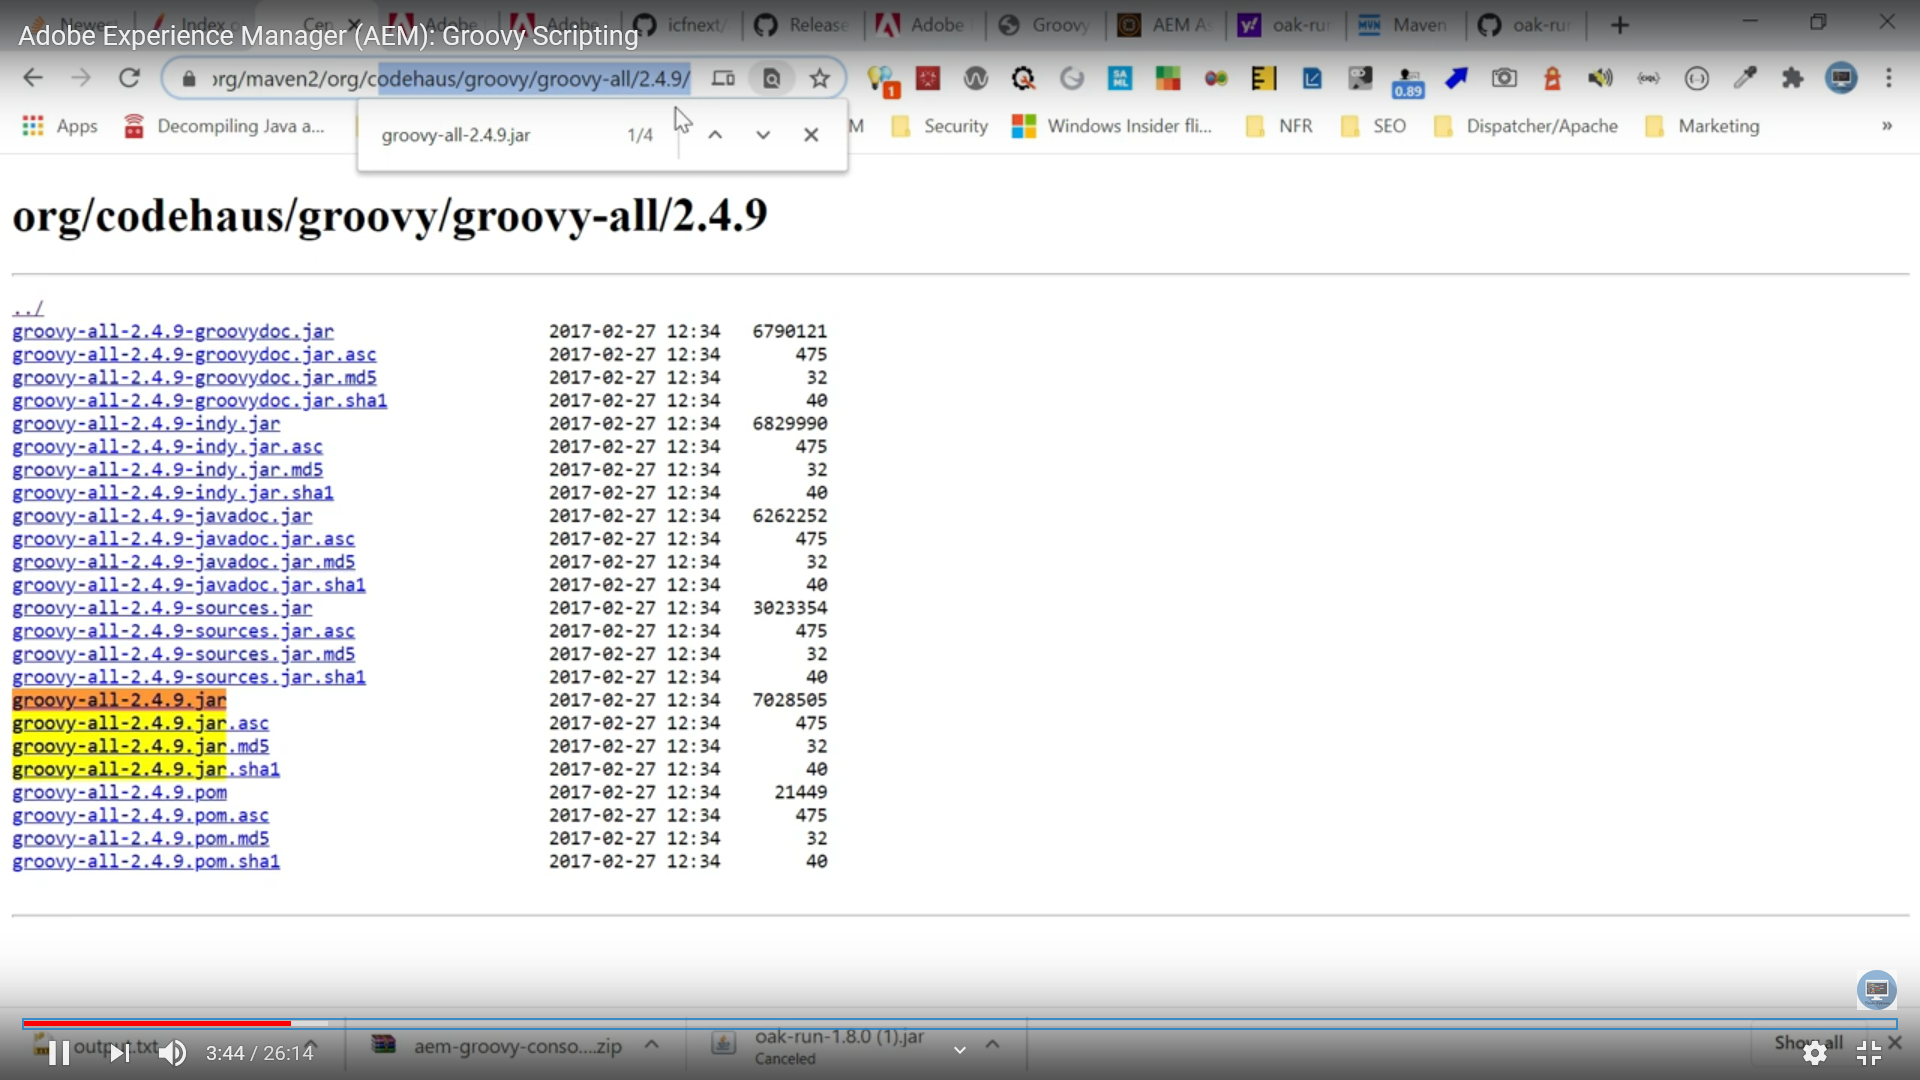 Newes Index Cen Adobe Adobe icfnext/ Release Adobe Groovy AEM As oak-run Maven oak-run
Adobe Experience Manager (AEM): Groovy Scripting
org/maven2/org/codehaus/groovy/groovy-all/2.4.9/
1
0.89
Apps Decompiling Java a... M Security Windows Insider fli... NFR SEO Dispatcher/Apache Marketing »
groovy-all-2.4.9.jar 1/4
org/codehaus/groovy/groovy-all/2.4.9
../
groovy-all-2.4.9-groovydoc.jar 2017-02-27 12:34 6790121
groovy-all-2.4.9-groovydoc.jar.asc 2017-02-27 12:34 475
groovy-all-2.4.9-groovydoc.jar.md5 2017-02-27 12:34 32
groovy-all-2.4.9-groovydoc.jar.sha1 2017-02-27 12:34 40
groovy-all-2.4.9-indy.jar 2017-02-27 12:34 6829990
groovy-all-2.4.9-indy.jar.asc 2017-02-27 12:34 475
groovy-all-2.4.9-indy.jar.md5 2017-02-27 12:34 32
groovy-all-2.4.9-indy.jar.sha1 2017-02-27 12:34 40
groovy-all-2.4.9-javadoc.jar 2017-02-27 12:34 6262252
groovy-all-2.4.9-javadoc.jar.asc 2017-02-27 12:34 475
groovy-all-2.4.9-javadoc.jar.md5 2017-02-27 12:34 32
groovy-all-2.4.9-javadoc.jar.sha1 2017-02-27 12:34 40
groovy-all-2.4.9-sources.jar 2017-02-27 12:34 3023354
groovy-all-2.4.9-sources.jar.asc 2017-02-27 12:34 475
groovy-all-2.4.9-sources.jar.md5 2017-02-27 12:34 32
groovy-all-2.4.9-sources.jar.sha1 2017-02-27 12:34 40
groovy-all-2.4.9.jar 2017-02-27 12:34 7028505
groovy-all-2.4.9.jar.asc 2017-02-27 12:34 475
groovy-all-2.4.9.jar.md5 2017-02-27 12:34 32
groovy-all-2.4.9.jar.sha1 2017-02-27 12:34 40
groovy-all-2.4.9.pom 2017-02-27 12:34 21449
groovy-all-2.4.9.pom.asc 2017-02-27 12:34 475
groovy-all-2.4.9.pom.md5 2017-02-27 12:34 32
groovy-all-2.4.9.pom.sha1 2017-02-27 12:34 40
output.txt aem-groovy-conso....zip oak-run-1.8.0 (1).jar Show all
Canceled
3:44 / 26:14